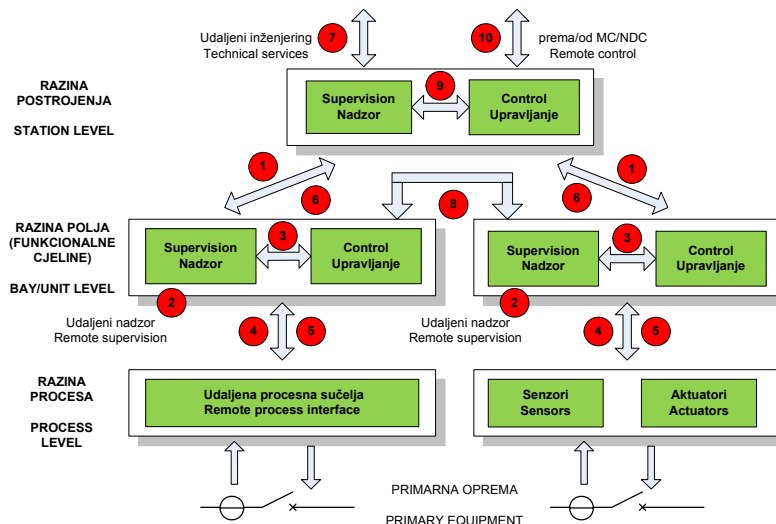 Udaljeni inženjering
Technical services
7
10
prema/od MC/NDC
Remote control
RAZINA
POSTROJENJA
STATION LEVEL
Supervision
Nadzor
9
Control
Upravljanje
1
6
8
6
1
RAZINA POLJA
(FUNKCIONALNE
CJELINE)
BAY/UNIT LEVEL
Supervision
Nadzor
3
Control
Upravljanje
Supervision
Nadzor
3
Control
Upravljanje
2
Udaljeni nadzor
Remote supervision
4
5
2
Udaljeni nadzor
Remote supervision
4
5
RAZINA
PROCESA
PROCESS
LEVEL
Udaljena procesna sučelja
Remote process interface
Senzori
Sensors
Aktuatori
Actuators
PRIMARNA OPREMA
PRIMARY EQUIPMENT